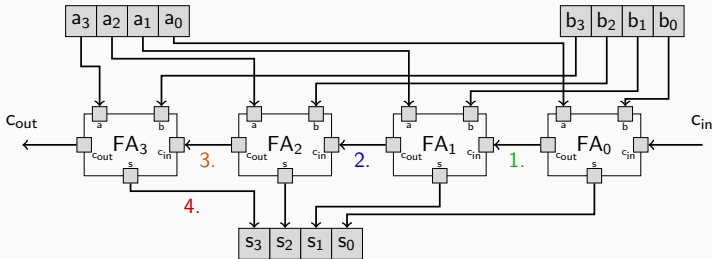 a3 a2 a1 a0 b3 b2 b1 b0
cout a b a b a b a b cin
FA3 FA2 FA1 FA0
cout cin cout cin cout cin cout cin
3. 2. 1.
s s s s
4.
s3 s2 s1 s0